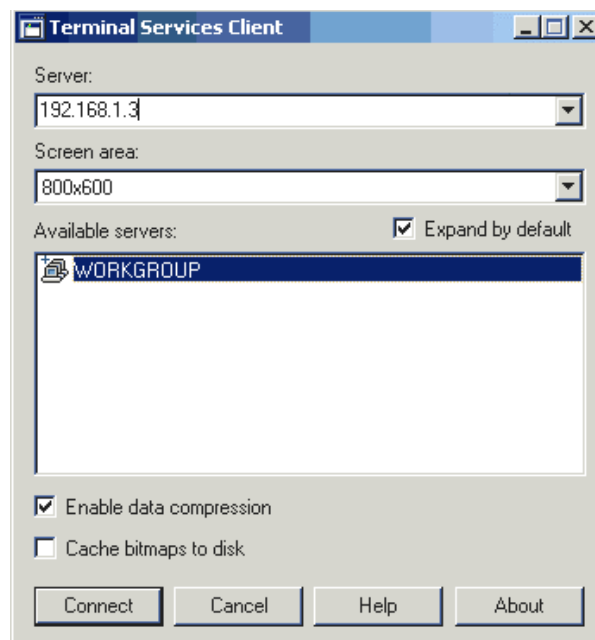 Terminal Services Client
Server:
192.168.1.3
Screen area:
800x600
Available servers:
Expand by default
WORKGROUP
Enable data compression
Cache bitmaps to disk
Connect Cancel Help About